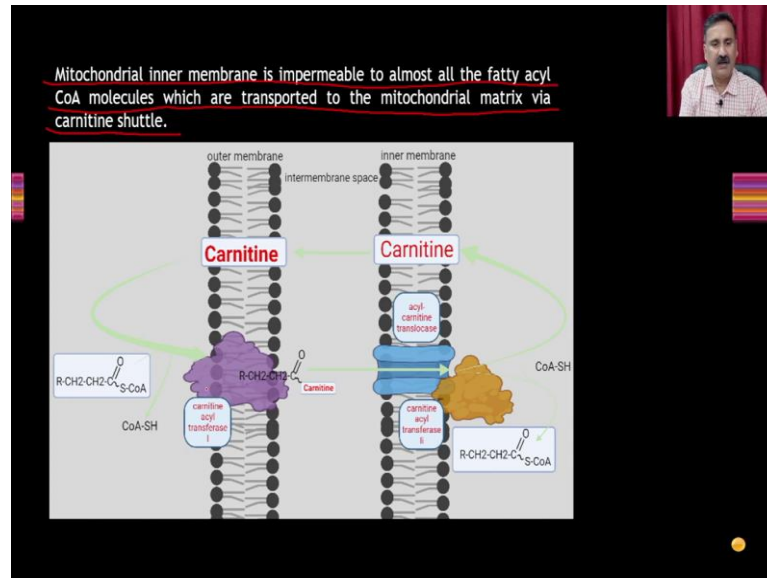 Mitochondrial inner membrane is impermeable to almost all the fatty acyl
CoA molecules which are transported to the mitochondrial matrix via
carnitine shuttle.
outer membrane
inner membrane
intermembrane space
Carnitine
Carnitine
acyl-
carnitine
translocase
O
R-CH2-CH2-C
S-CoA
O
R-CH2-CH2-C
Carnitine
CoA-SH
carnitine
acyl
transferase
I
CoA-SH
carnitine
acyl
transferase
Ii
O
R-CH2-CH2-C
S-CoA